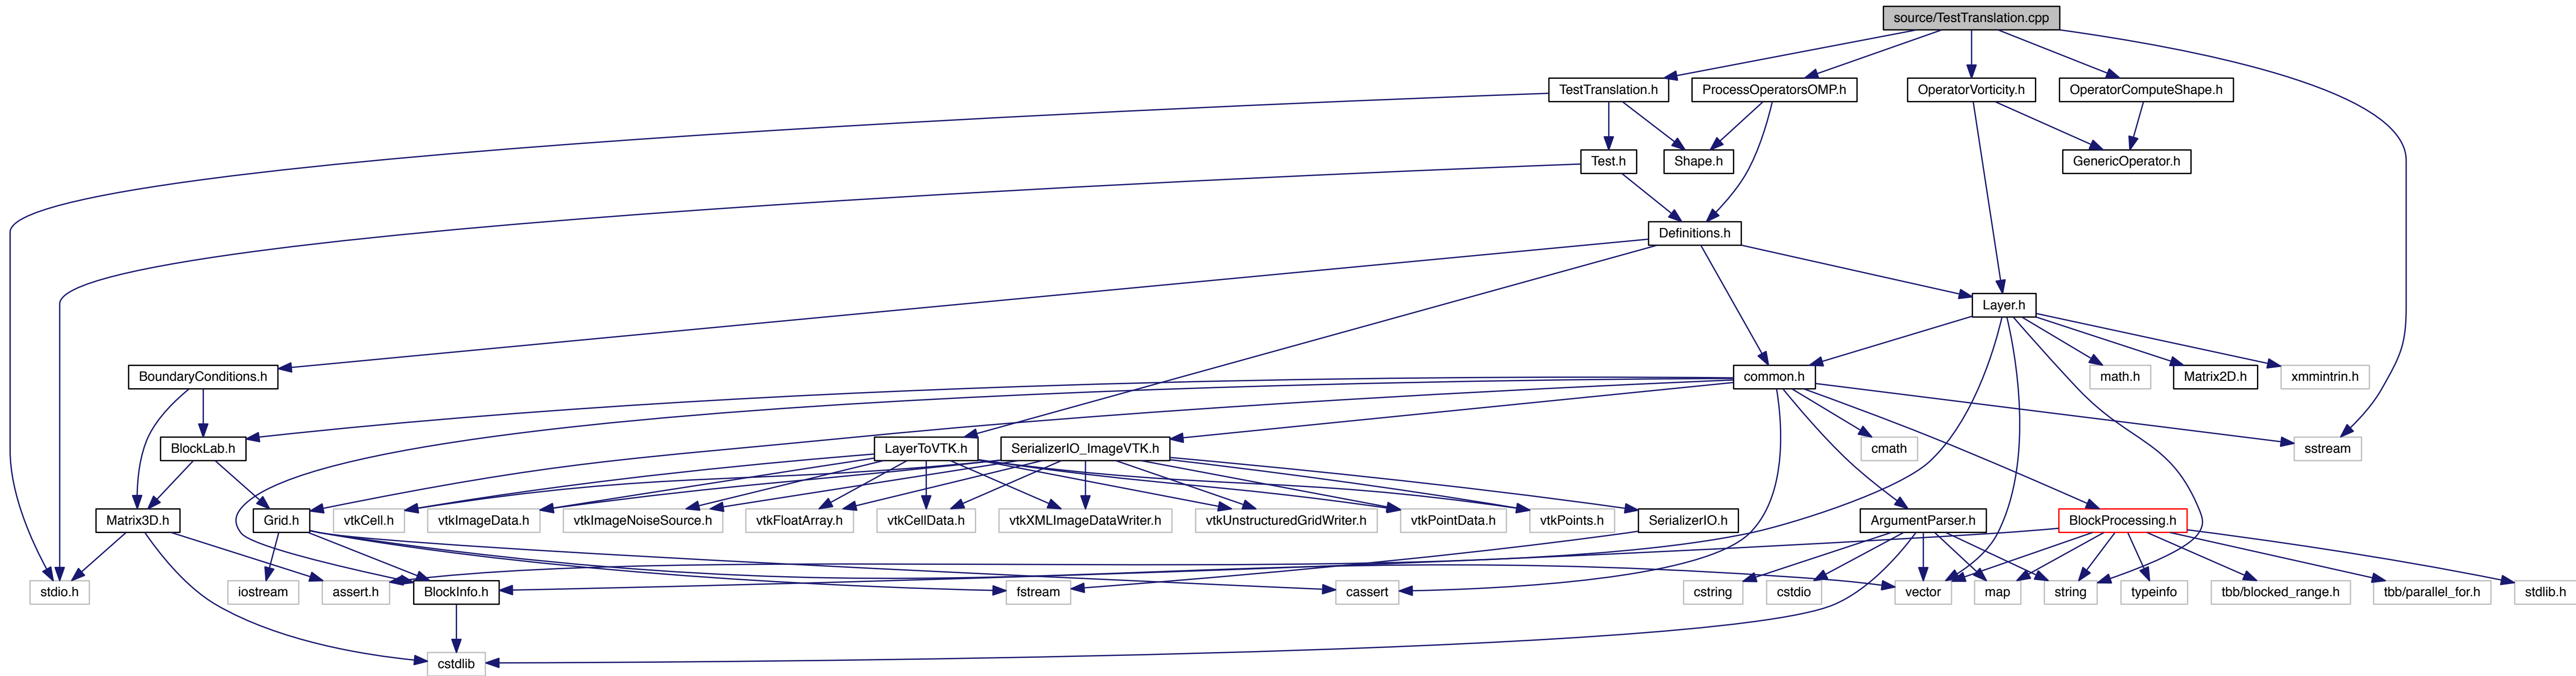 source/TestTranslation.cpp
TestTranslation.h
ProcessOperatorsOMP.h
OperatorVorticity.h
OperatorComputeShape.h
Test.h
Shape.h
GenericOperator.h
Definitions.h
Layer.h
BoundaryConditions.h
common.h
math.h
Matrix2D.h
xmmintrin.h
BlockLab.h
LayerToVTK.h
SerializerIO_ImageVTK.h
cmath
sstream
Matrix3D.h
Grid.h
vtkCell.h
vtkImageData.h
vtkImageNoiseSource.h
vtkFloatArray.h
vtkCellData.h
vtkXMLImageDataWriter.h
vtkUnstructuredGridWriter.h
vtkPointData.h
vtkPoints.h
SerializerIO.h
ArgumentParser.h
BlockProcessing.h
stdio.h
iostream
assert.h
BlockInfo.h
fstream
cassert
cstring
cstdio
vector
map
string
typeinfo
tbb/blocked_range.h
tbb/parallel_for.h
stdlib.h
cstdlib